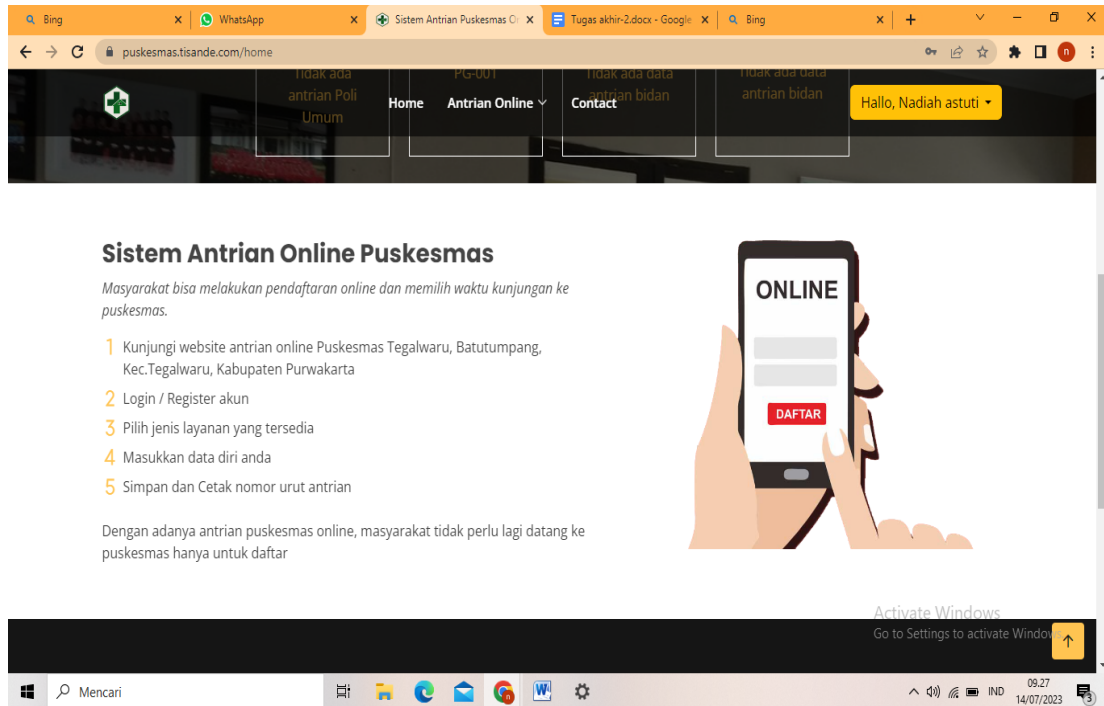 Bing
WhatsApp
Sistem Antrian Puskesmas O
Tugas akhir-2.docx - Google
Bing
puskesmas.tisande.com/home
n
Tidak ada
antrian Poli
Umum
PG-001
Tidak ada data
antrian bidan
Tidak ada data
antrian bidan
Home
Antrian Online
Contact
Hallo, Nadiah astuti
Sistem Antrian Online Puskesmas
Masyarakat bisa melakukan pendaftaran online dan memilih waktu kunjungan ke
puskesmas.
1 Kunjungi website antrian online Puskesmas Tegalwaru, Batutumpang,
Kec.Tegalwaru, Kabupaten Purwakarta
2 Login / Register akun
3 Pilih jenis layanan yang tersedia
4 Masukkan data diri anda
5 Simpan dan Cetak nomor urut antrian
Dengan adanya antrian puskesmas online, masyarakat tidak perlu lagi datang ke
puskesmas hanya untuk daftar
ONLINE
DAFTAR
Activate Windows
Go to Settings to activate Windows.
Mencari
W
IND
09.27
14/07/2023
3